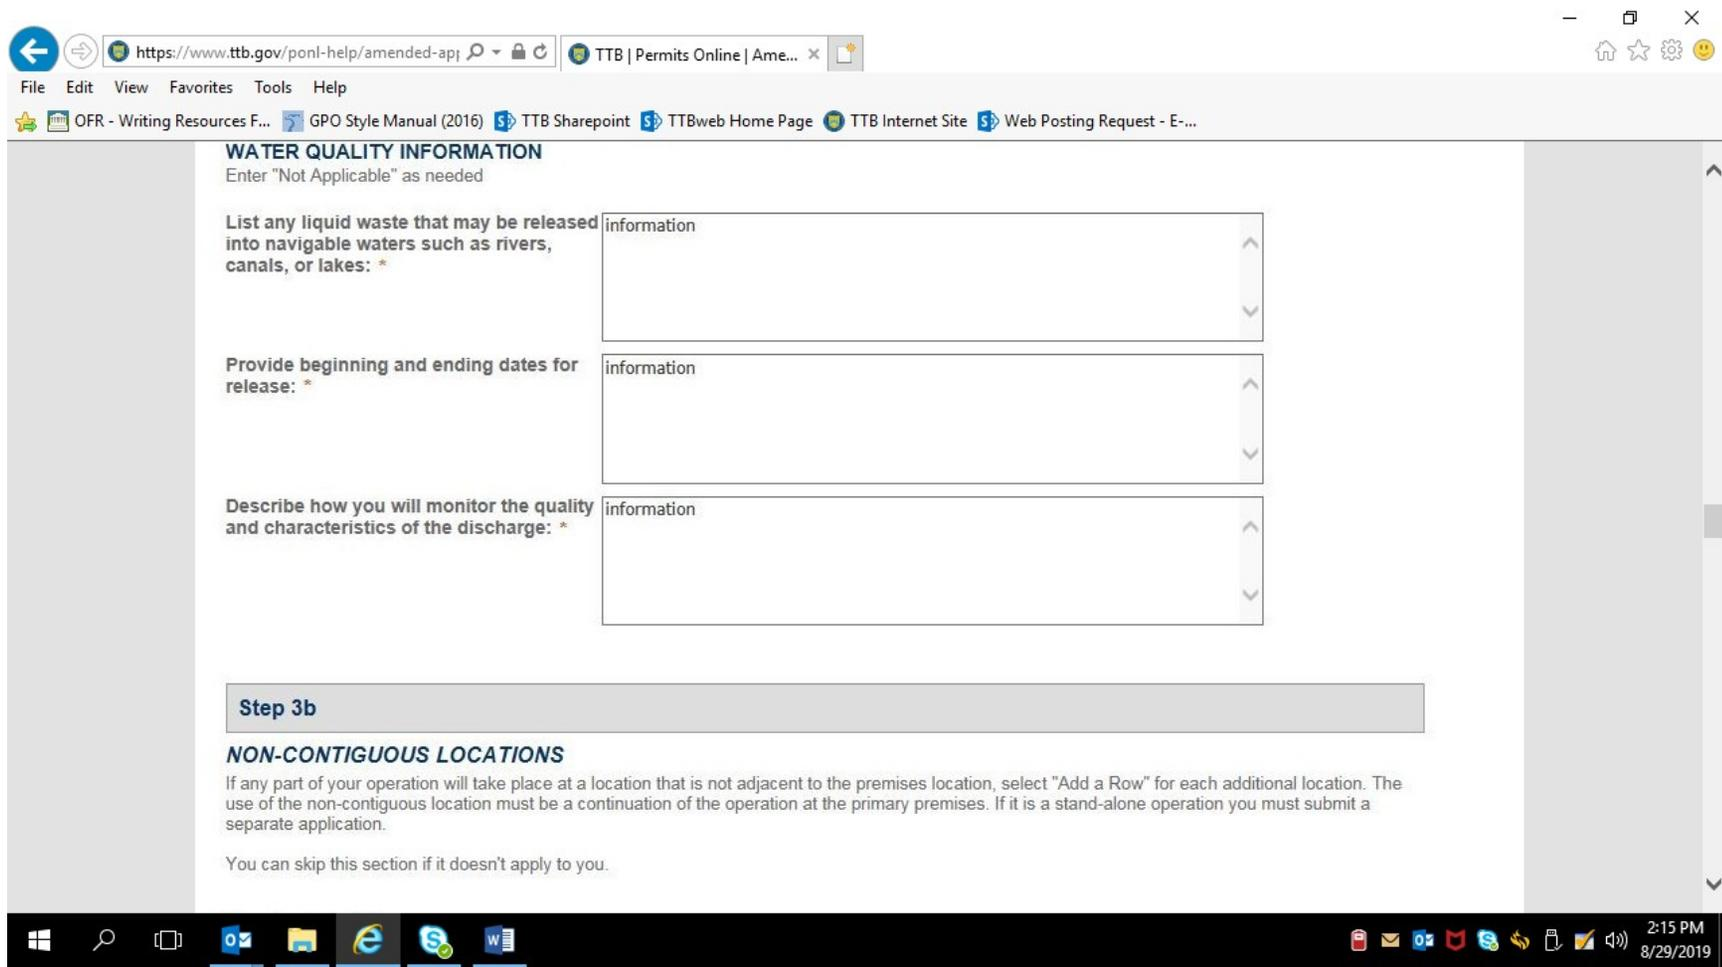 https://www.ttb.gov/ponl-help/amended-app
TTB | Permits Online | Ame...
File Edit View Favorites Tools Help
OFR - Writing Resources F... GPO Style Manual (2016) TTB Sharepoint TTBweb Home Page TTB Internet Site Web Posting Request - E-...
WATER QUALITY INFORMATION
Enter "Not Applicable" as needed
List any liquid waste that may be released
into navigable waters such as rivers,
canals, or lakes: *
information
Provide beginning and ending dates for
release: *
information
Describe how you will monitor the quality
and characteristics of the discharge: *
information
Step 3b
NON-CONTIGUOUS LOCATIONS
If any part of your operation will take place at a location that is not adjacent to the premises location, select "Add a Row" for each additional location. The
use of the non-contiguous location must be a continuation of the operation at the primary premises. If it is a stand-alone operation you must submit a
separate application.
You can skip this section if it doesn't apply to you.
2:15 PM
8/29/2019